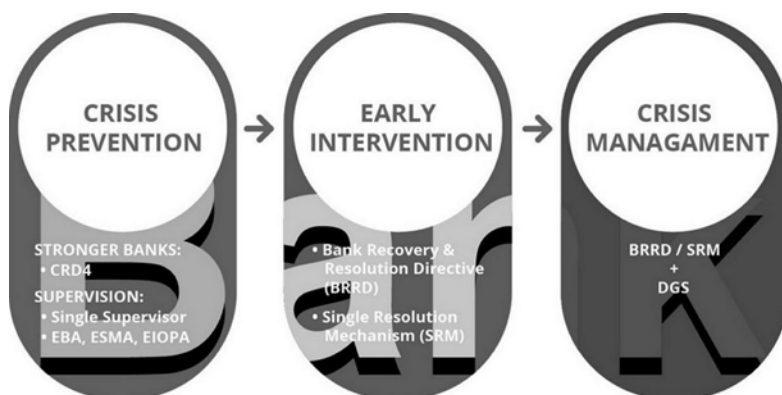 CRISIS
PREVENTION
STRONGER BANKS:
• CRD4
SUPERVISION:
• Single Supervisor
• EBA, ESMA, EIOPA
EARLY
INTERVENTION
• Bank Recovery &
Resolution Directive
(BRRD)
• Single Resolution
Mechanism (SRM)
CRISIS
MANAGAMENT
BRRD / SRM
+
DGS
Bank